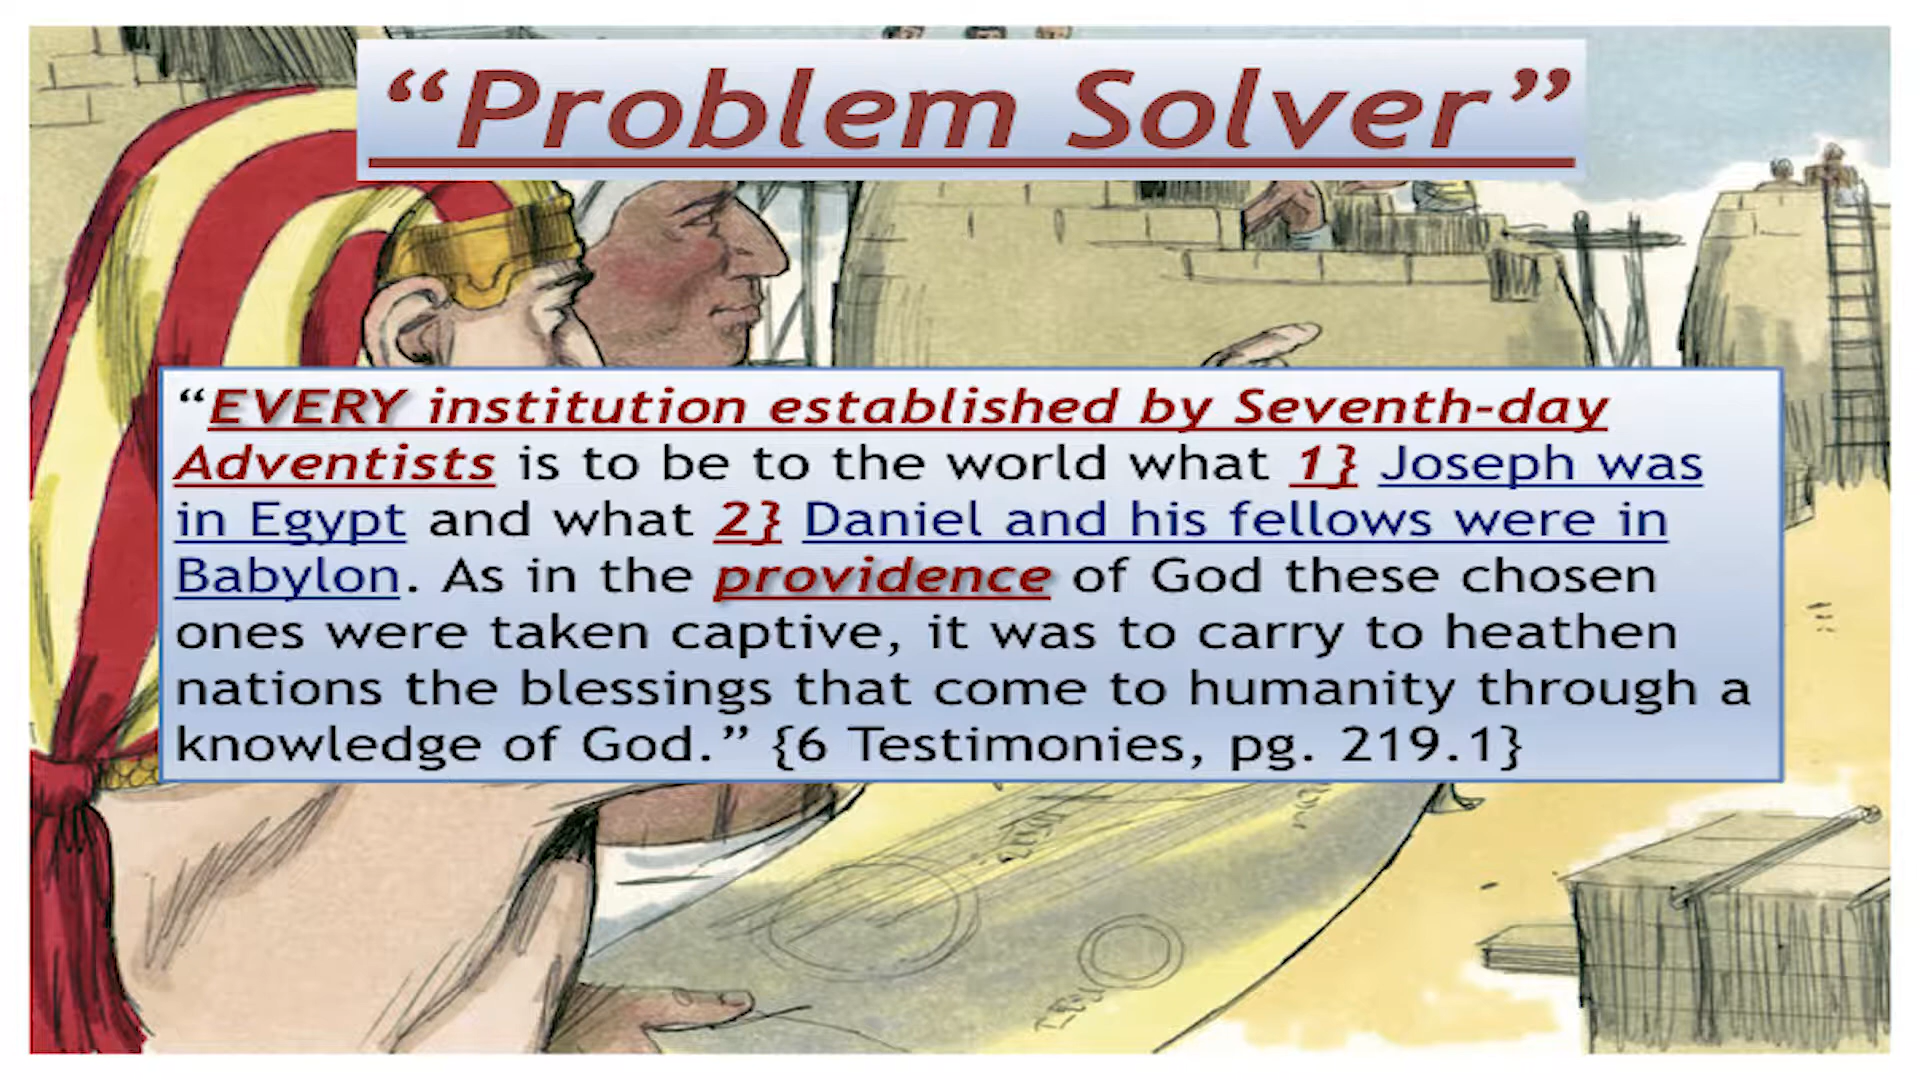 “Problem Solver”
“EVERY institution established by Seventh-day
Adventists is to be to the world what 1} Joseph was
in Egypt and what 2} Daniel and his fellows were in
Babylon. As in the providence of God these chosen
ones were taken captive, it was to carry to heathen
nations the blessings that come to humanity through a
knowledge of God.” {6 Testimonies, pg. 219.1}